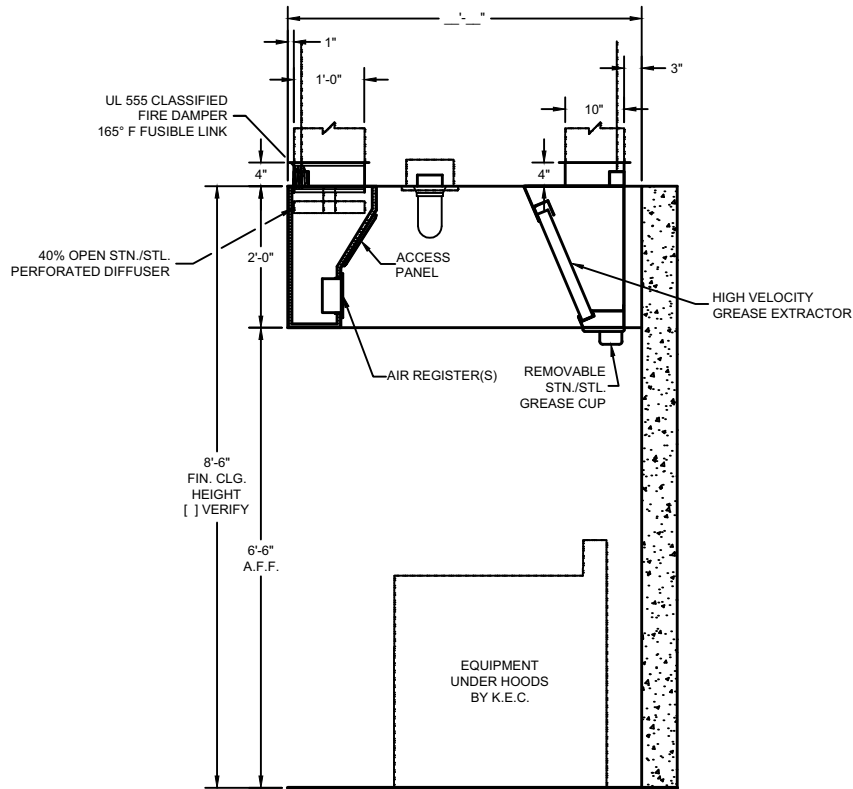 __'-__"
1"
3"
1'-0"
10"
UL 555 CLASSIFIED
FIRE DAMPER
165° F FUSIBLE LINK
4"
4"
40% OPEN STN./STL.
PERFORATED DIFFUSER
2'-0"
ACCESS
PANEL
HIGH VELOCITY
GREASE EXTRACTOR
AIR REGISTER(S)
REMOVABLE
STN./STL.
GREASE CUP
8'-6"
FIN. CLG.
HEIGHT
[ ] VERIFY
6'-6"
A.F.F.
EQUIPMENT
UNDER HOODS
BY K.E.C.